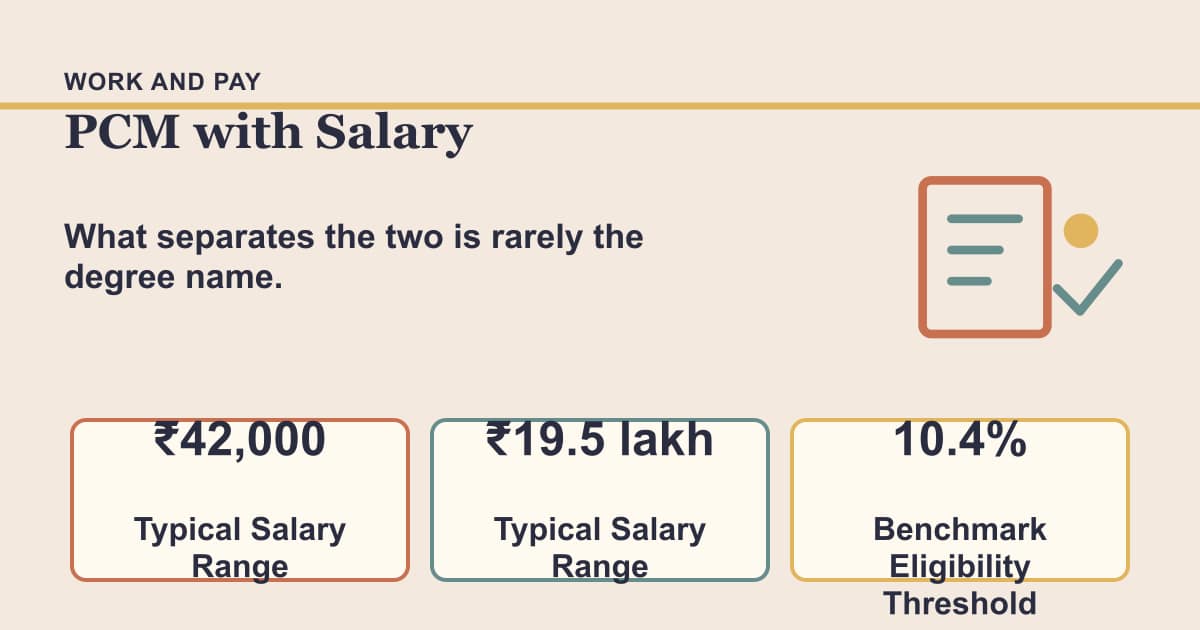 WORK AND PAY
PCM with Salary
What separates the two is rarely the
degree name.
₹42,000
Typical Salary
Range
₹19.5 lakh
Typical Salary
Range
10.4%
Benchmark
Eligibility
Threshold